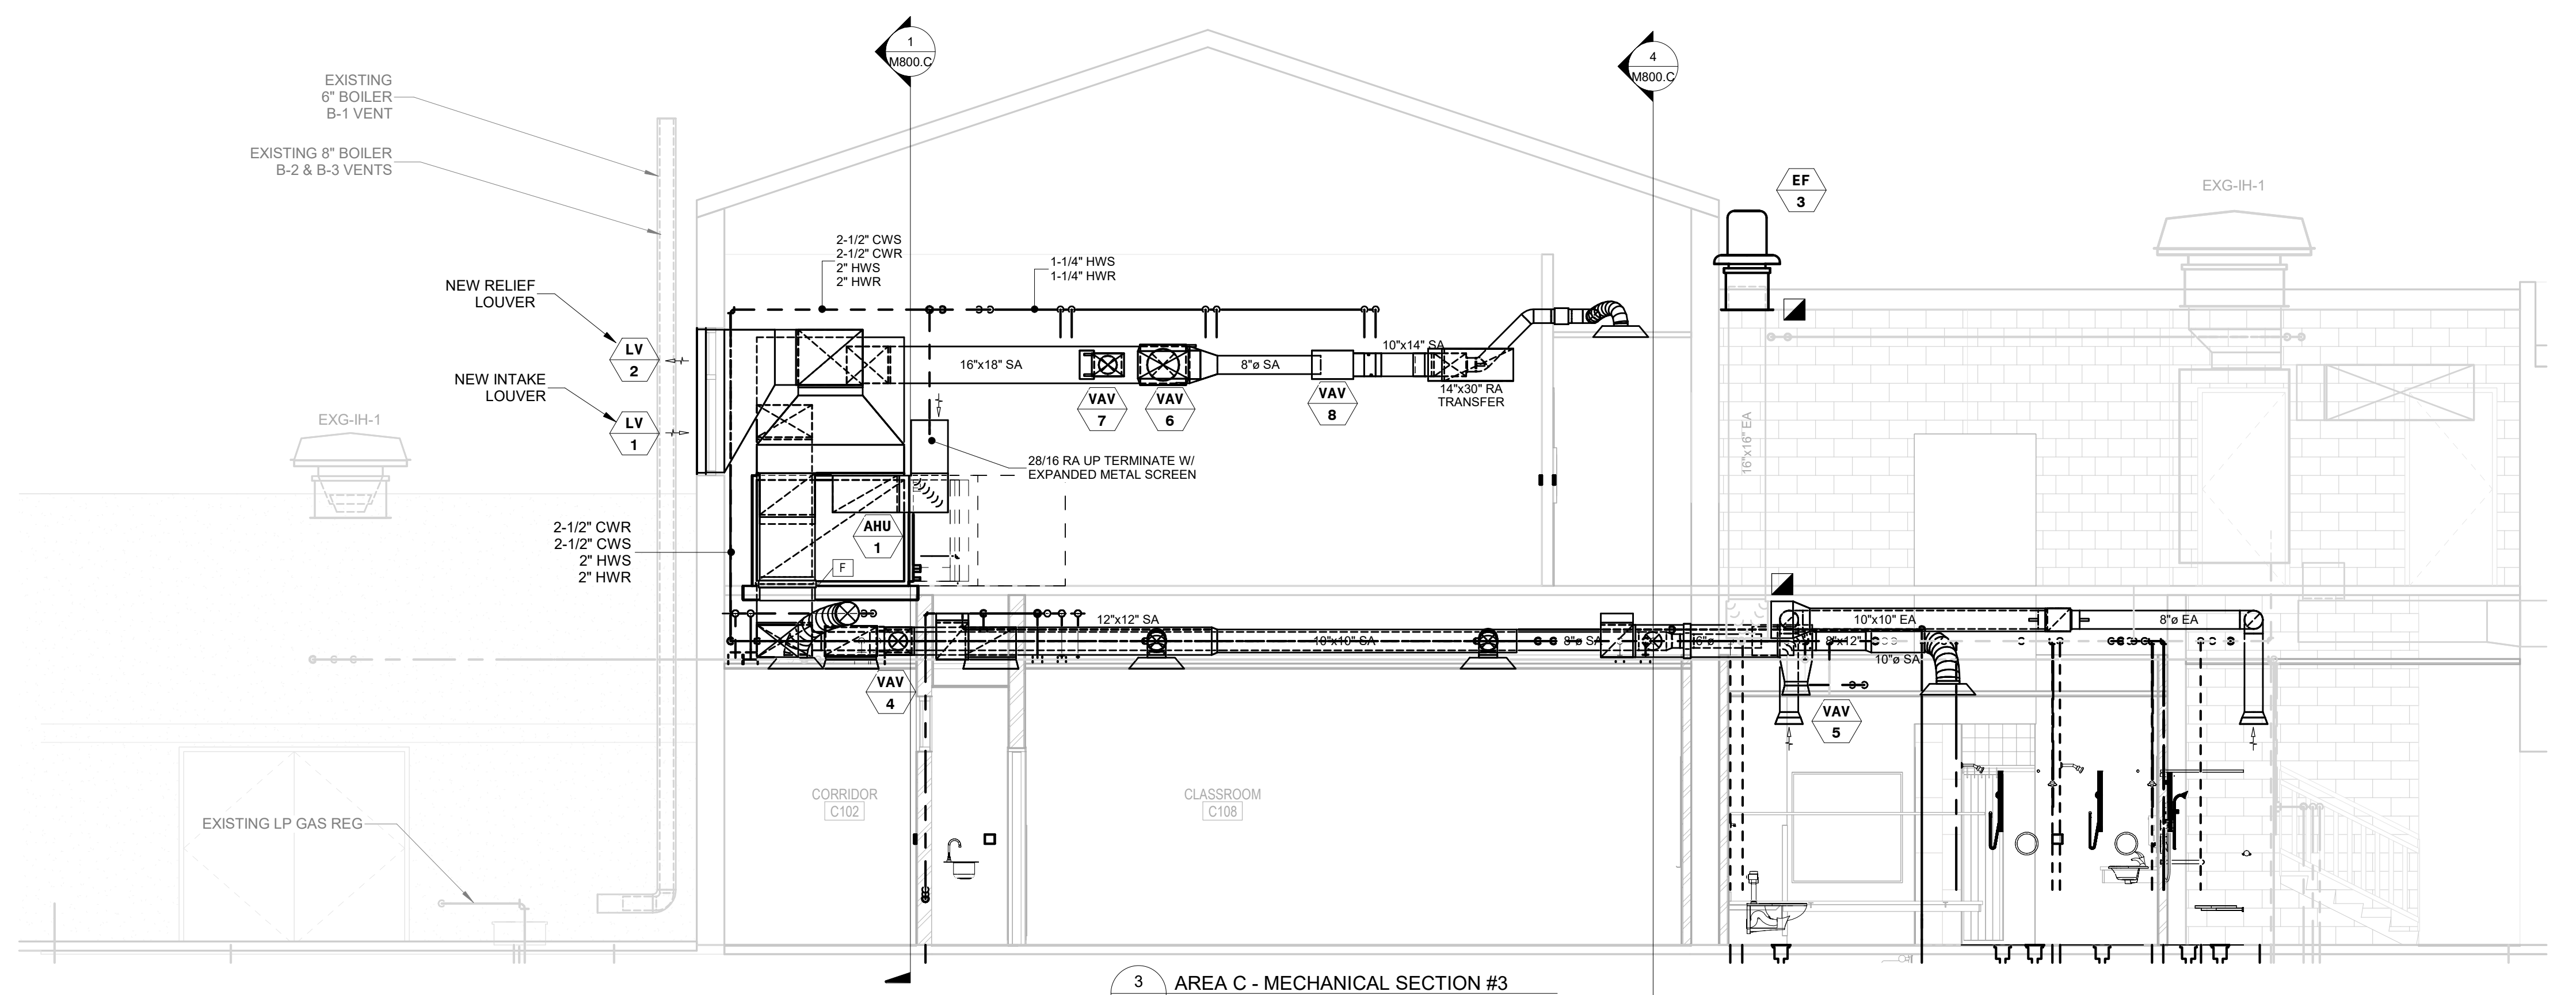 1
M800.C
4
M800.C
EXISTING
6" BOILER
B-1 VENT
EXISTING 8" BOILER
B-2 & B-3 VENTS
EF
3
EXG-IH-1
2-1/2" CWS
2-1/2" CWR
2" HWS
2" HWR
1-1/4" HWS
1-1/4" HWR
NEW RELIEF
LOUVER
LV
2
NEW INTAKE
LOUVER
LV
1
16"x18" SA
8"ø SA
10"x14" SA
14"x30" RA
TRANSFER
VAV
7
VAV
6
VAV
8
EXG-IH-1
16"x16" EA
28/16 RA UP TERMINATE W/
EXPANDED METAL SCREEN
AHU
1
F
2-1/2" CWR
2-1/2" CWS
2" HWS
2" HWR
12"x12" SA
10"x10" SA
8"ø SA
6"ø
10"x10" EA
8"ø EA
8"x12"
10"ø SA
VAV
4
VAV
5
CORRIDOR
C102
CLASSROOM
C108
EXISTING LP GAS REG
3
AREA C - MECHANICAL SECTION #3